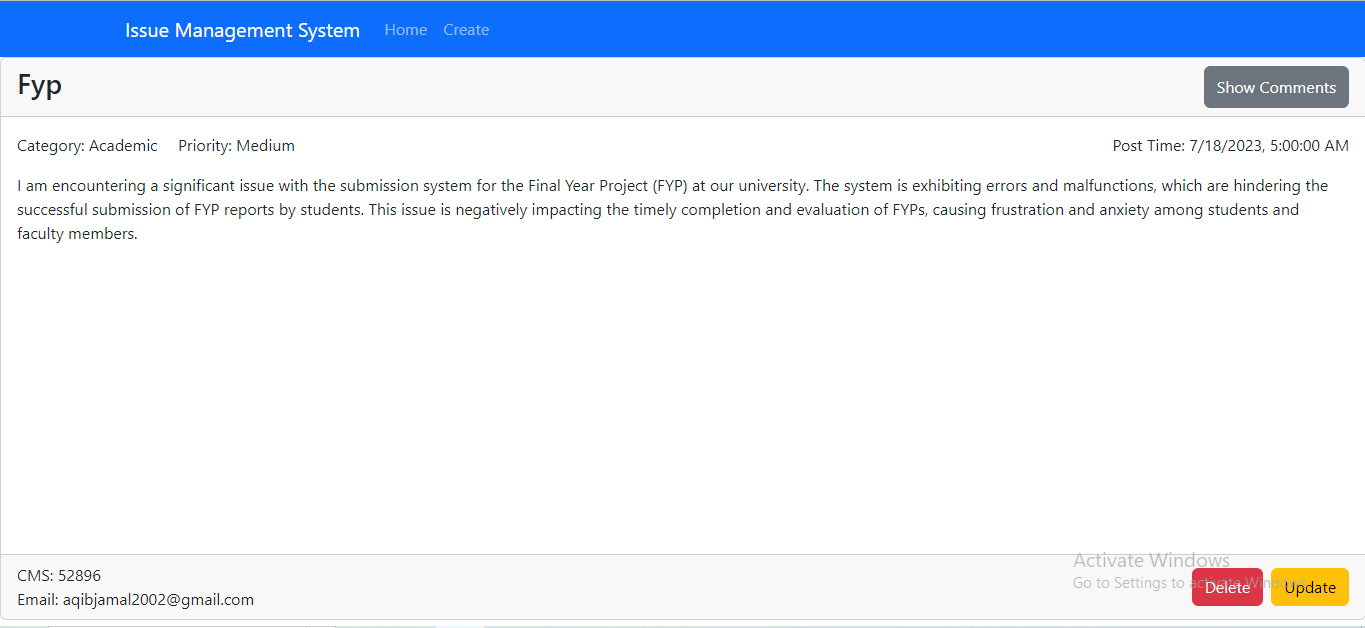 Issue Management System Home Create
Fyp
Show Comments
Category: Academic Priority: Medium
Post Time: 7/18/2023, 5:00:00 AM
I am encountering a significant issue with the submission system for the Final Year Project (FYP) at our university. The system is exhibiting errors and malfunctions, which are hindering the
successful submission of FYP reports by students. This issue is negatively impacting the timely completion and evaluation of FYPs, causing frustration and anxiety among students and
faculty members.
CMS: 52896
Email: aqibjamal2002@gmail.com
Activate Windows
Go to Settings to activate Windows.
Delete
Update